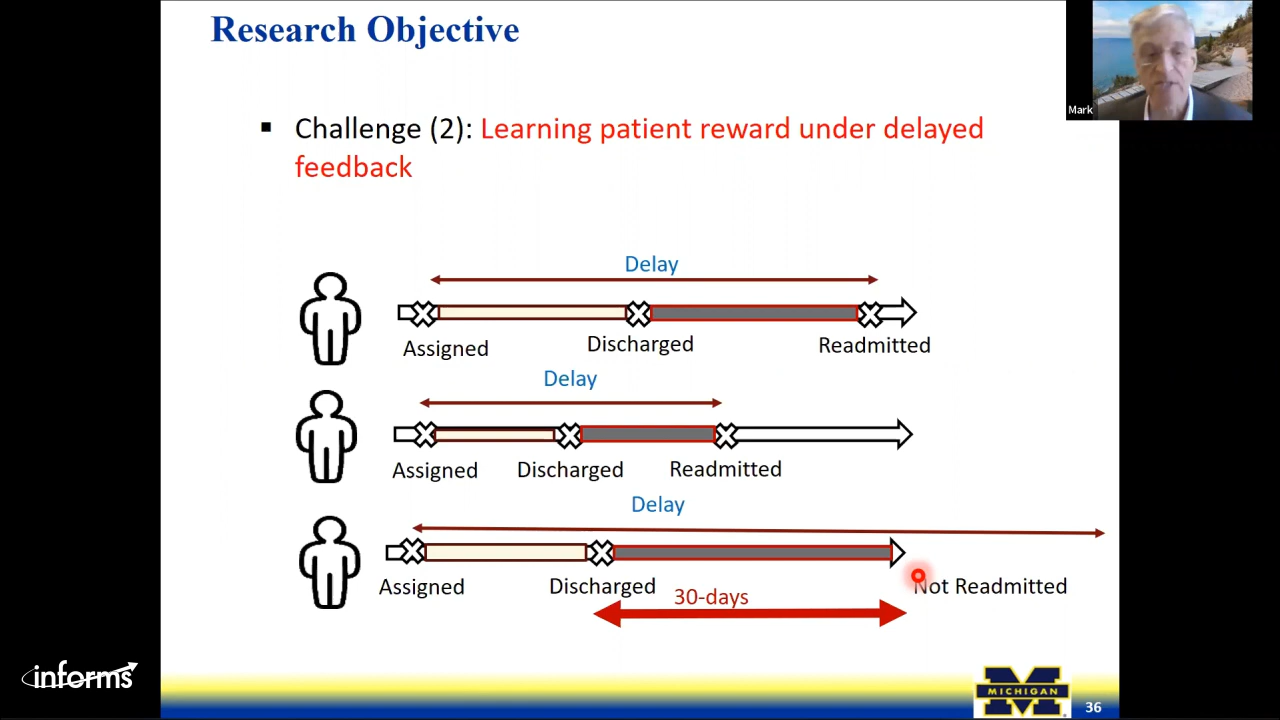 Research Objective
Mark
Challenge (2): Learning patient reward under delayed
feedback
Delay
Assigned
Discharged
Readmitted
Delay
Assigned
Discharged
Readmitted
Delay
Assigned
Discharged
Not Readmitted
30-days
informs
MICHIGAN
36